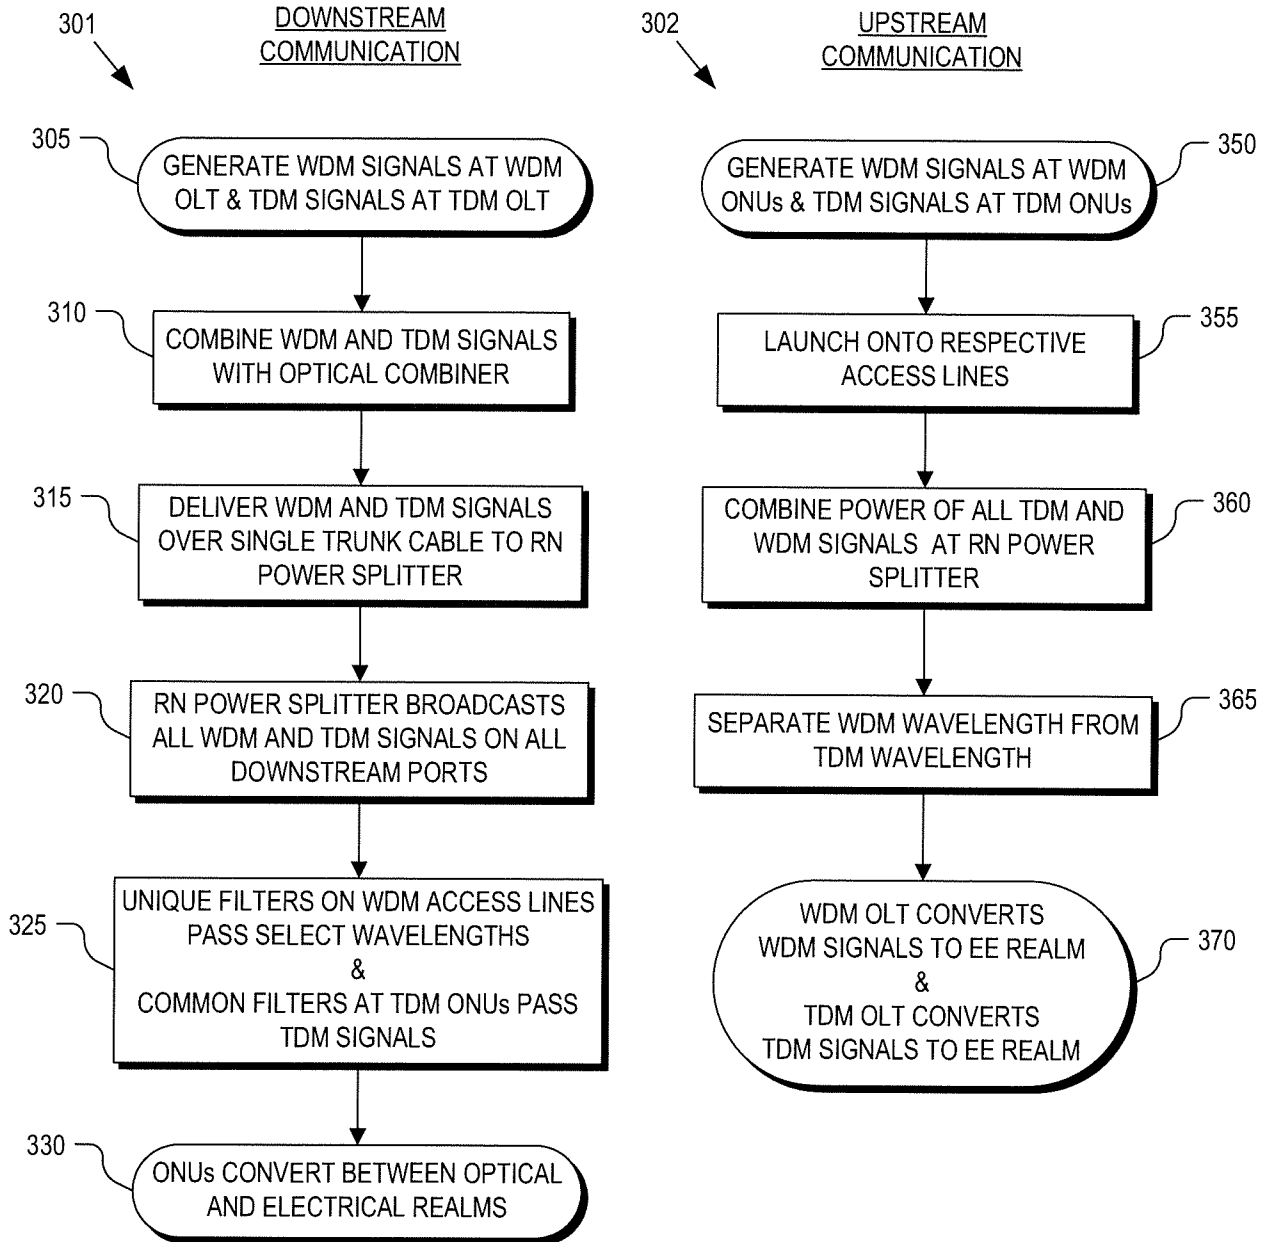 301
DOWNSTREAM
COMMUNICATION
305
GENERATE WDM SIGNALS AT WDM
OLT & TDM SIGNALS AT TDM OLT
310
COMBINE WDM AND TDM SIGNALS
WITH OPTICAL COMBINER
315
DELIVER WDM AND TDM SIGNALS
OVER SINGLE TRUNK CABLE TO RN
POWER SPLITTER
320
RN POWER SPLITTER BROADCASTS
ALL WDM AND TDM SIGNALS ON ALL
DOWNSTREAM PORTS
325
UNIQUE FILTERS ON WDM ACCESS LINES
PASS SELECT WAVELENGTHS
&
COMMON FILTERS AT TDM ONUs PASS
TDM SIGNALS
330
ONUs CONVERT BETWEEN OPTICAL
AND ELECTRICAL REALMS
302
UPSTREAM
COMMUNICATION
350
GENERATE WDM SIGNALS AT WDM
ONUs & TDM SIGNALS AT TDM ONUs
355
LAUNCH ONTO RESPECTIVE
ACCESS LINES
360
COMBINE POWER OF ALL TDM AND
WDM SIGNALS AT RN POWER
SPLITTER
365
SEPARATE WDM WAVELENGTH FROM
TDM WAVELENGTH
370
WDM OLT CONVERTS
WDM SIGNALS TO EE REALM
&
TDM OLT CONVERTS
TDM SIGNALS TO EE REALM